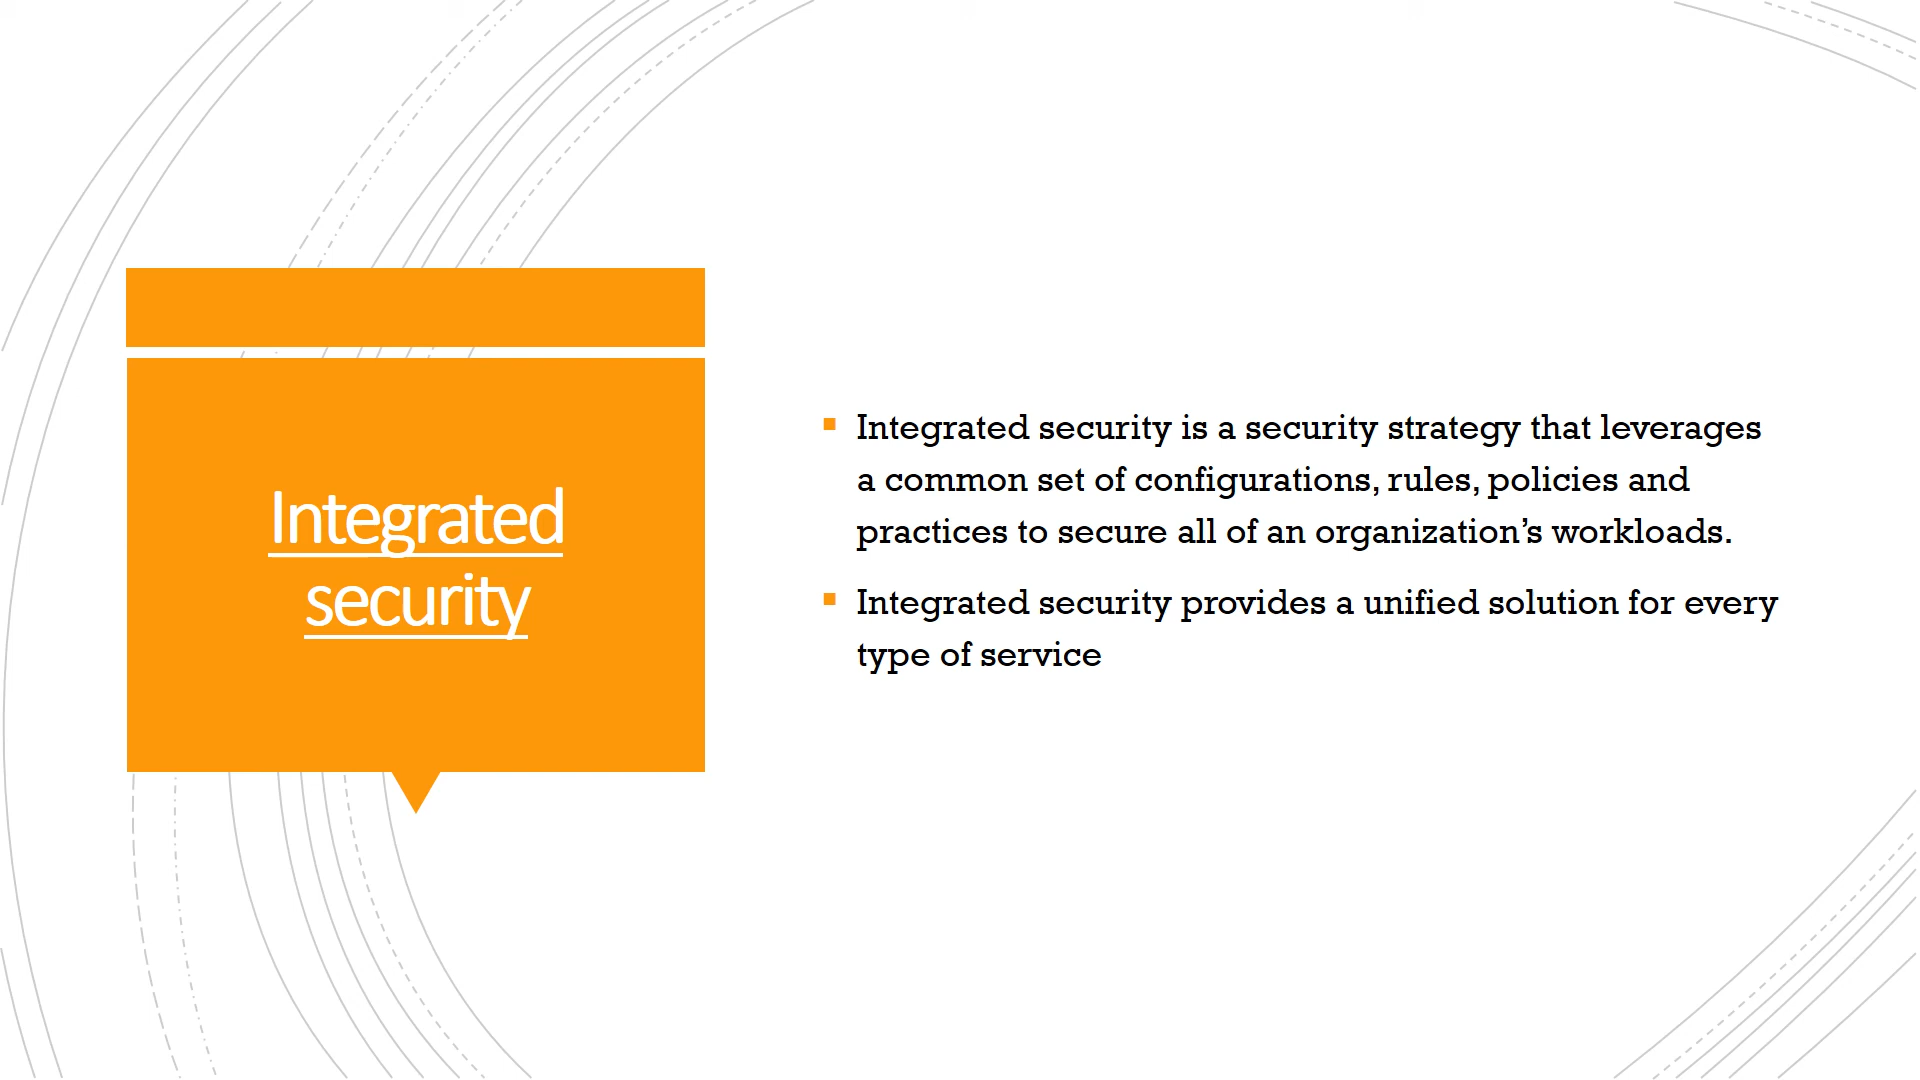 Integrated
security
Integrated security is a security strategy that leverages
a common set of configurations, rules, policies and
practices to secure all of an organization’s workloads.
Integrated security provides a unified solution for every
type of service